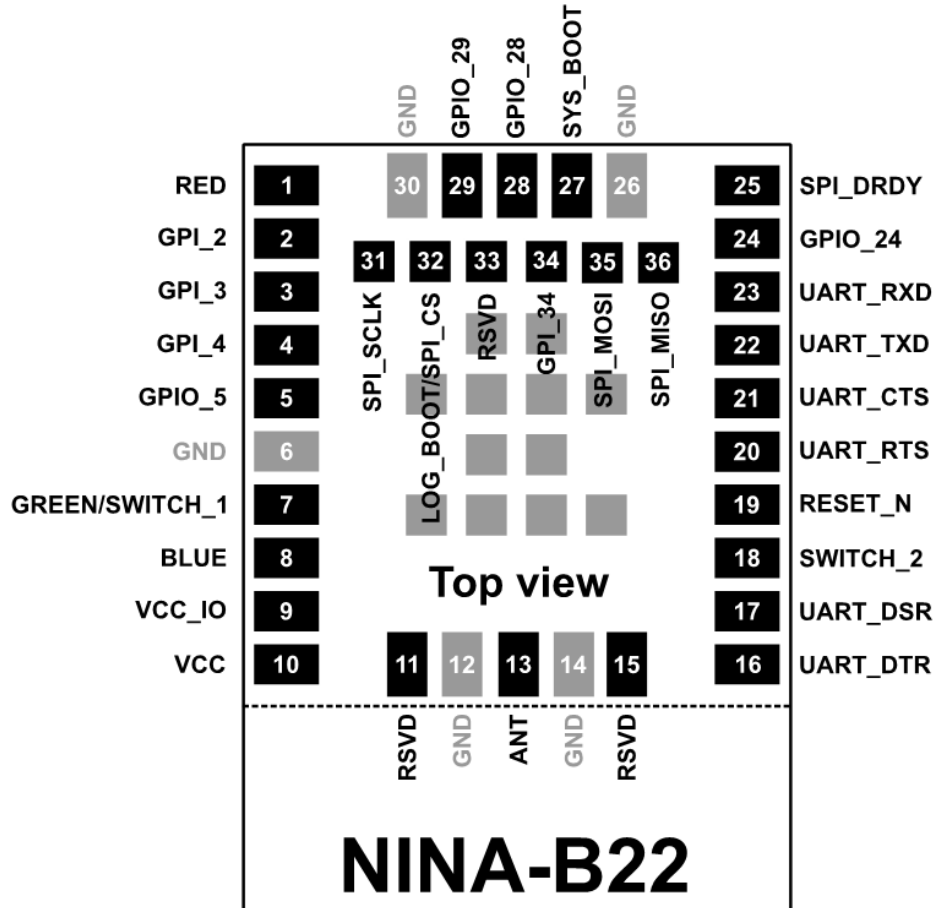 GND
GPIO_29
GPIO_28
SYS_BOOT
GND
30 29 28 27 26
RED 1
GPI_2 2
GPI_3 3
GPI_4 4
GPIO_5 5
GND 6
GREEN/SWITCH_1 7
BLUE 8
VCC_IO 9
VCC 10
31 32 33 34 35 36
SPI_SCLK
LOG_BOOT/SPI_CS
RSVD
GPI_34
SPI_MOSI
SPI_MISO
25 SPI_DRDY
24 GPIO_24
23 UART_RXD
22 UART_TXD
21 UART_CTS
20 UART_RTS
19 RESET_N
18 SWITCH_2
17 UART_DSR
16 UART_DTR
Top view
11 12 13 14 15
RSVD
GND
ANT
GND
RSVD
NINA-B22